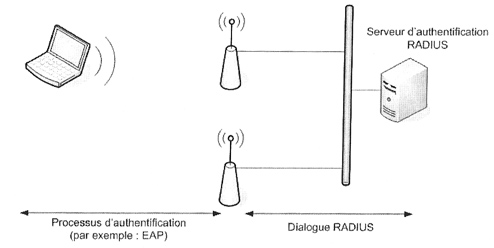 Serveur d'authentification
RADIUS
Processus d'authentification
(par exemple : EAP)
Dialogue RADIUS